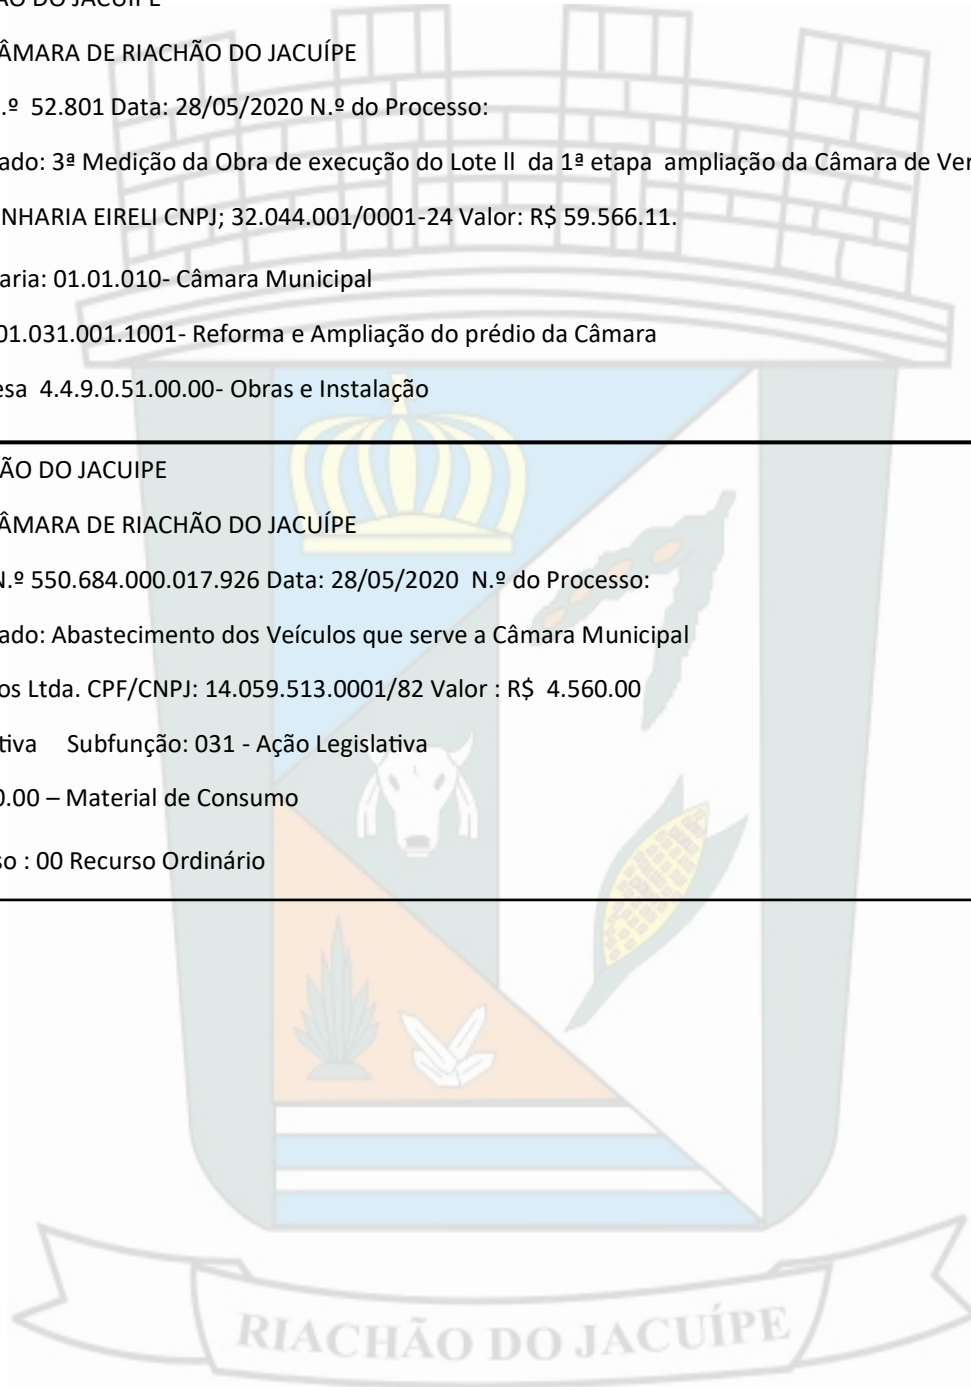 ÃO DO JACUIPE
ÂMARA DE RIACHÃO DO JACUÍPE
.º 52.801 Data: 28/05/2020 N.º do Processo:
ado: 3ª Medição da Obra de execução do Lote ll da 1ª etapa ampliação da Câmara de Ver
NHARIA EIRELI CNPJ; 32.044.001/0001-24 Valor: R$ 59.566.11.
aria: 01.01.010- Câmara Municipal
01.031.001.1001- Reforma e Ampliação do prédio da Câmara
esa 4.4.9.0.51.00.00- Obras e Instalação
ÃO DO JACUIPE
ÂMARA DE RIACHÃO DO JACUÍPE
N.º 550.684.000.017.926 Data: 28/05/2020 N.º do Processo:
ado: Abastecimento dos Veículos que serve a Câmara Municipal
os Ltda. CPF/CNPJ: 14.059.513.0001/82 Valor : R$ 4.560.00
tiva Subfunção: 031 - Ação Legislativa
0.00 – Material de Consumo
so : 00 Recurso Ordinário
RIACHÃO DO JACUÍPE